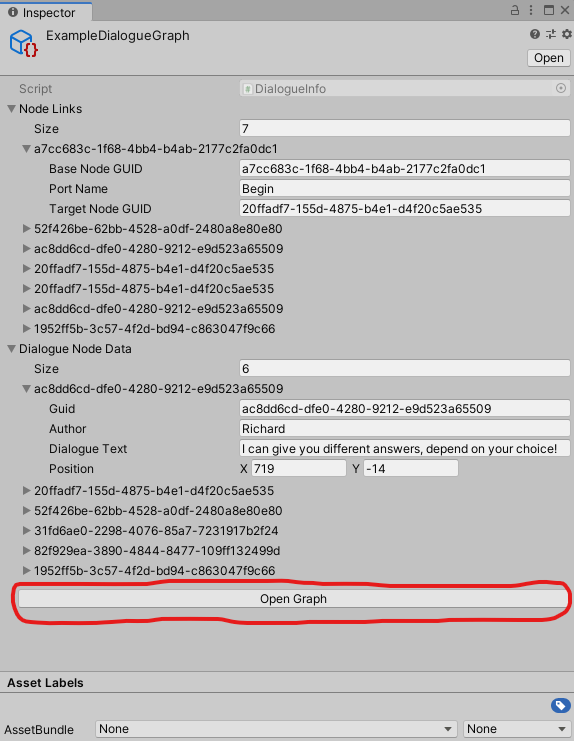 Inspector
ExampleDialogueGraph
Open
Script DialogueInfo
Node Links
Size 7
a7cc683c-1f68-4bb4-b4ab-2177c2fa0dc1
Base Node GUID a7cc683c-1f68-4bb4-b4ab-2177c2fa0dc1
Port Name Begin
Target Node GUID 20ffadf7-155d-4875-b4e1-d4f20c5ae535
52f426be-62bb-4528-a0df-2480a8e80e80
ac8dd6cd-dfe0-4280-9212-e9d523a65509
20ffadf7-155d-4875-b4e1-d4f20c5ae535
20ffadf7-155d-4875-b4e1-d4f20c5ae535
ac8dd6cd-dfe0-4280-9212-e9d523a65509
1952ff5b-3c57-4f2d-bd94-c863047f9c66
Dialogue Node Data
Size 6
ac8dd6cd-dfe0-4280-9212-e9d523a65509
Guid ac8dd6cd-dfe0-4280-9212-e9d523a65509
Author Richard
Dialogue Text I can give you different answers, depend on your choice!
Position X 719 Y -14
20ffadf7-155d-4875-b4e1-d4f20c5ae535
52f426be-62bb-4528-a0df-2480a8e80e80
31fd6ae0-2298-4076-85a7-7231917b2f24
82f929ea-3890-4844-8477-109ff132499d
1952ff5b-3c57-4f2d-bd94-c863047f9c66
Open Graph
Asset Labels
AssetBundle None None